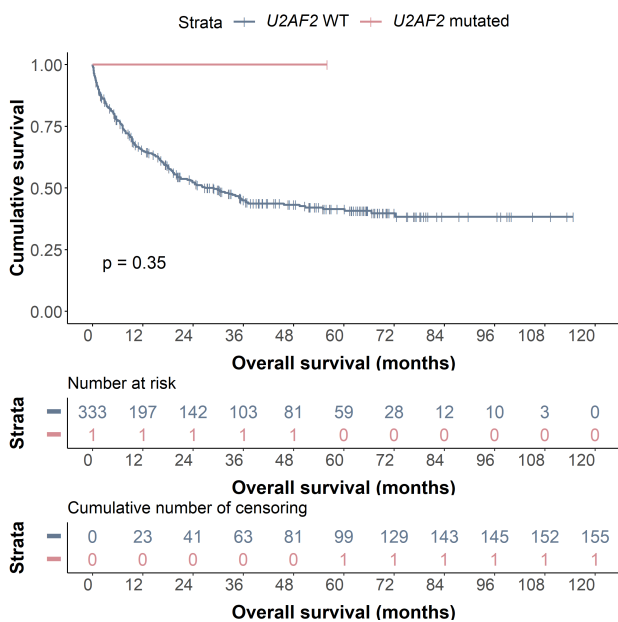 Strata U2AF2 WT U2AF2 mutated
Cumulative survival
1.00
0.75
0.50
0.25
0.00
p = 0.35
0 12 24 36 48 60 72 84 96 108 120
Overall survival (months)
Number at risk
Strata
333 197 142 103 81 59 28 12 10 3 0
1 1 1 1 1 0 0 0 0 0 0
0 12 24 36 48 60 72 84 96 108 120
Overall survival (months)
Cumulative number of censoring
Strata
0 23 41 63 81 99 129 143 145 152 155
0 0 0 0 0 1 1 1 1 1 1
0 12 24 36 48 60 72 84 96 108 120
Overall survival (months)